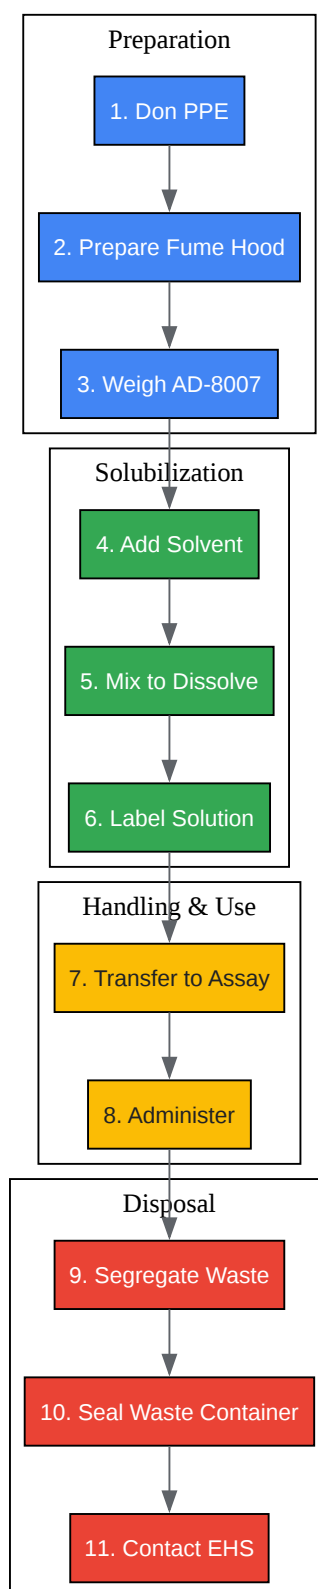 Preparation
1. Don PPE
2. Prepare Fume Hood
3. Weigh AD-8007
Solubilization
4. Add Solvent
5. Mix to Dissolve
6. Label Solution
Handling & Use
7. Transfer to Assay
8. Administer
Disposal
9. Segregate Waste
10. Seal Waste Container
11. Contact EHS